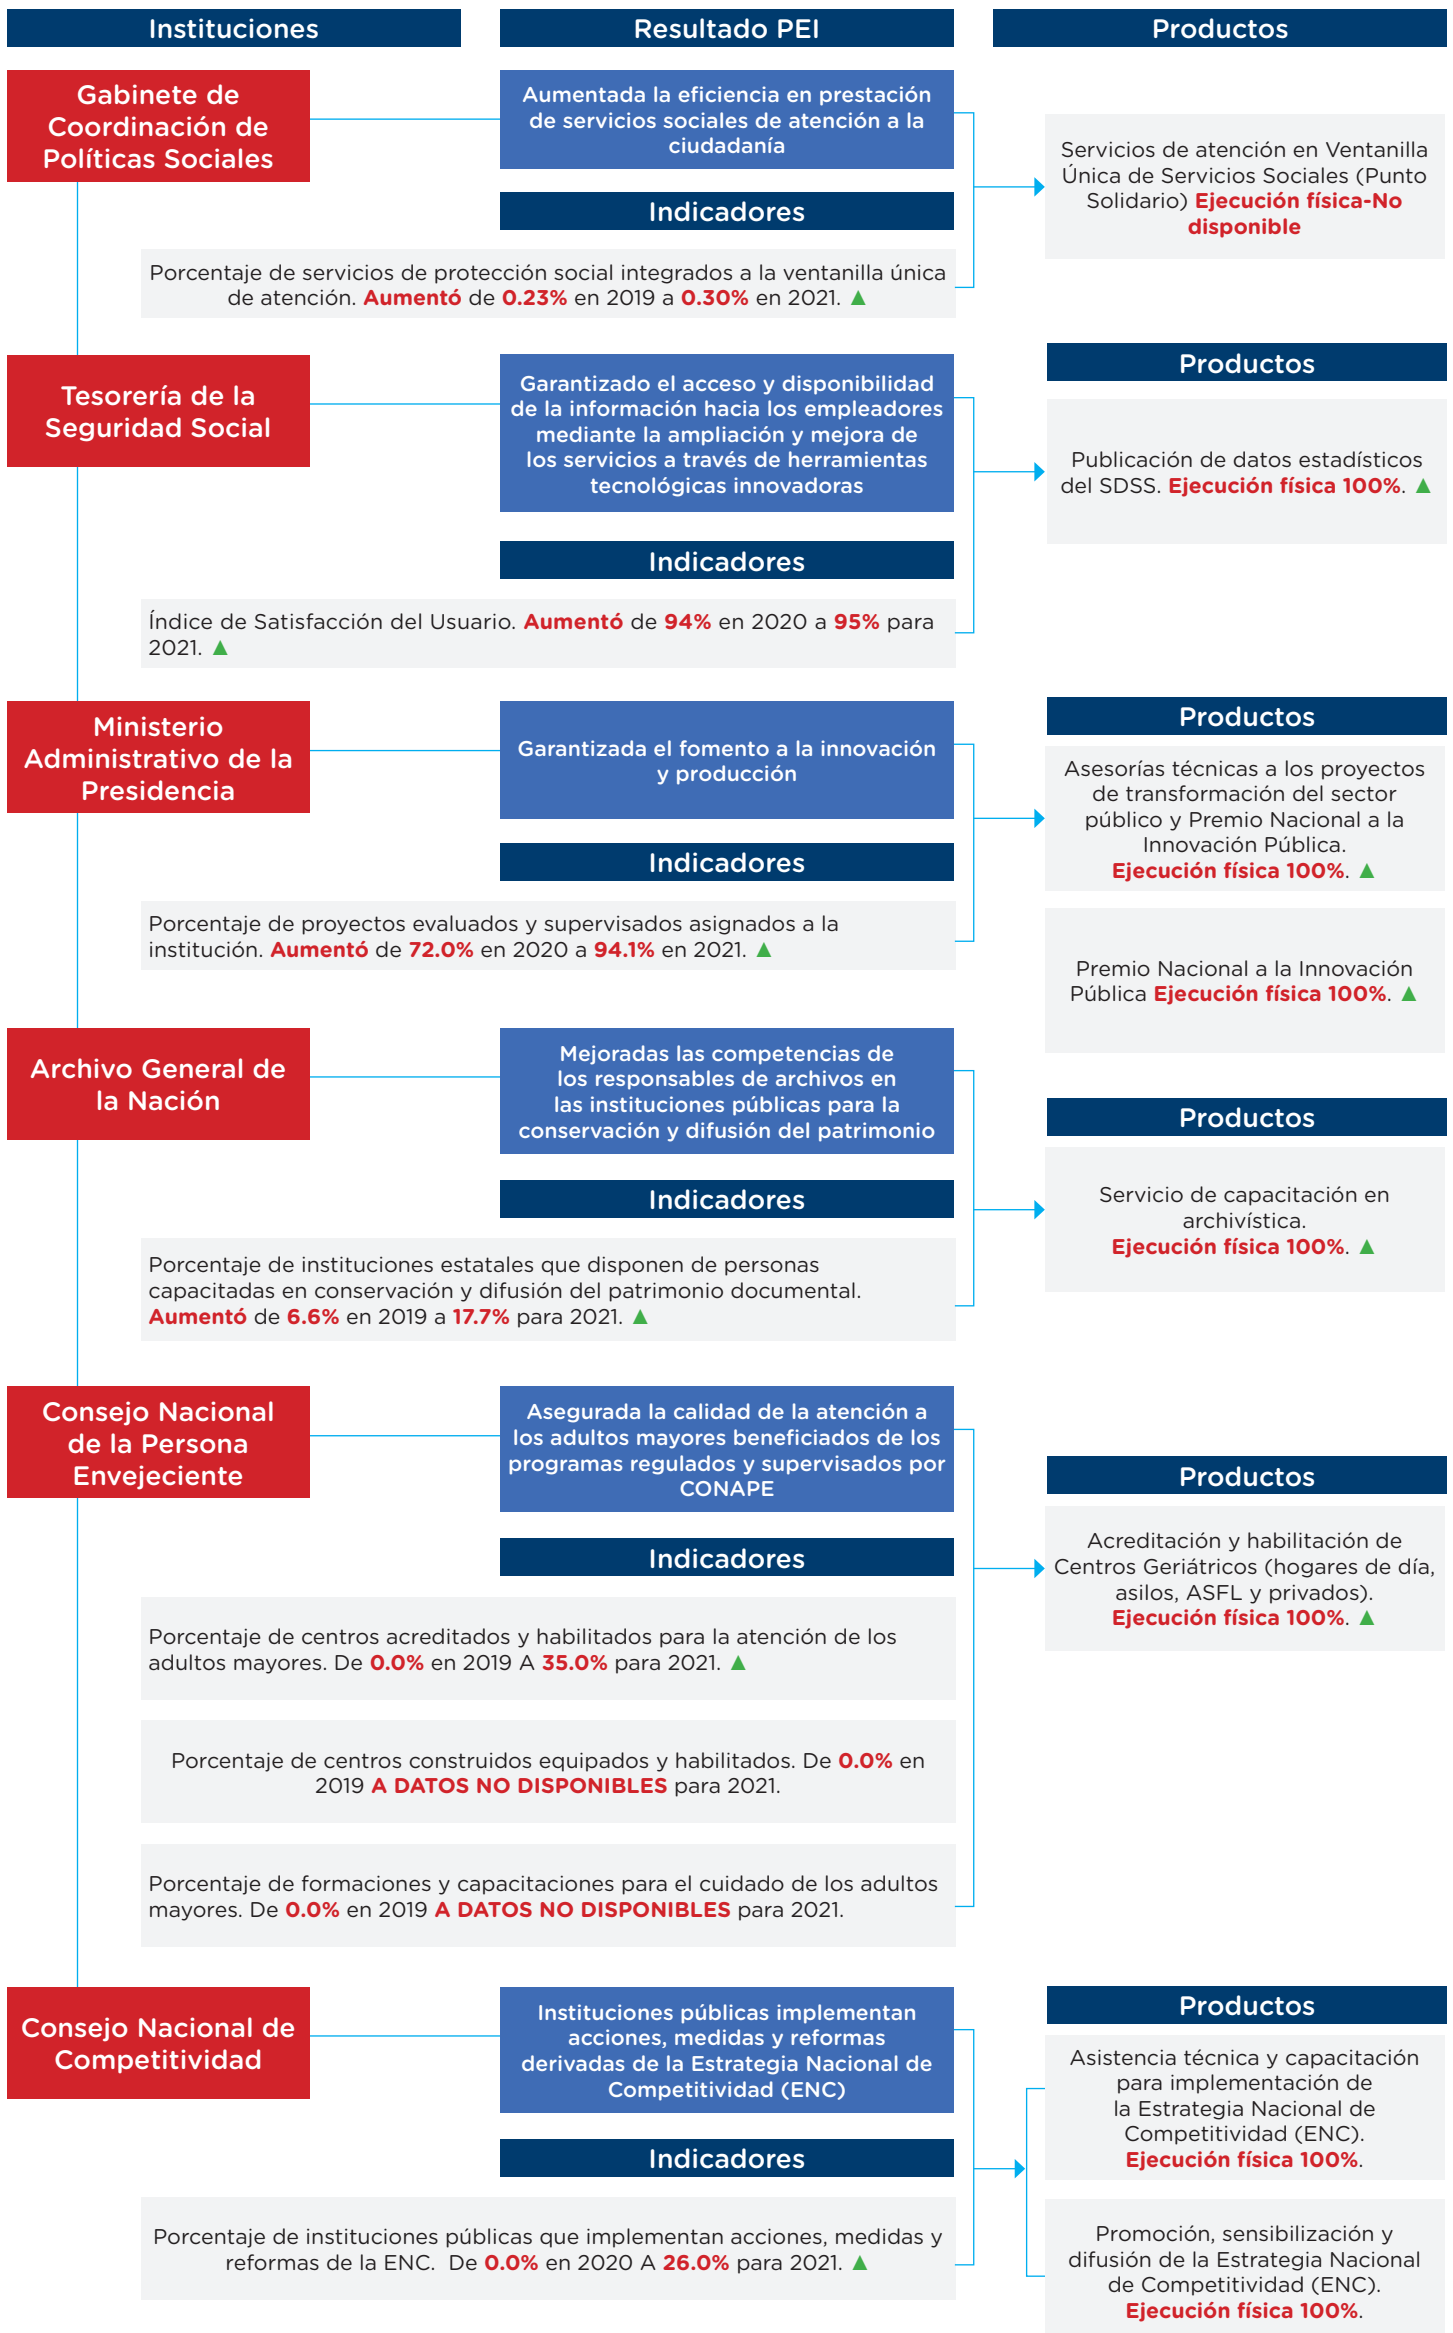 Instituciones
Resultado PEI
Productos
Gabinete de
Coordinación de
Políticas Sociales
Aumentada la eficiencia en prestación
de servicios sociales de atención a la
ciudadanía
Indicadores
Porcentaje de servicios de protección social integrados a la ventanilla única
de atención. Aumentó de 0.23% en 2019 a 0.30% en 2021. ▲
Servicios de atención en Ventanilla
Única de Servicios Sociales (Punto
Solidario) Ejecución física-No
disponible
Tesorería de la
Seguridad Social
Garantizado el acceso y disponibilidad
de la información hacia los empleadores
mediante la ampliación y mejora de
los servicios a través de herramientas
tecnológicas innovadoras
Indicadores
Índice de Satisfacción del Usuario. Aumentó de 94% en 2020 a 95% para
2021. ▲
Productos
Publicación de datos estadísticos
del SDSS. Ejecución física 100%. ▲
Ministerio
Administrativo de la
Presidencia
Garantizada el fomento a la innovación
y producción
Indicadores
Porcentaje de proyectos evaluados y supervisados asignados a la
institución. Aumentó de 72.0% en 2020 a 94.1% en 2021. ▲
Productos
Asesorías técnicas a los proyectos
de transformación del sector
público y Premio Nacional a la
Innovación Pública.
Ejecución física 100%. ▲
Premio Nacional a la Innovación
Pública Ejecución física 100%. ▲
Archivo General de
la Nación
Mejoradas las competencias de
los responsables de archivos en
las instituciones públicas para la
conservación y difusión del patrimonio
Indicadores
Porcentaje de instituciones estatales que disponen de personas
capacitadas en conservación y difusión del patrimonio documental.
Aumentó de 6.6% en 2019 a 17.7% para 2021. ▲
Productos
Servicio de capacitación en
archivística.
Ejecución física 100%. ▲
Consejo Nacional
de la Persona
Envejeciente
Asegurada la calidad de la atención a
los adultos mayores beneficiados de los
programas regulados y supervisados por
CONAPE
Indicadores
Porcentaje de centros acreditados y habilitados para la atención de los
adultos mayores. De 0.0% en 2019 A 35.0% para 2021. ▲
Porcentaje de centros construidos equipados y habilitados. De 0.0% en
2019 A DATOS NO DISPONIBLES para 2021.
Porcentaje de formaciones y capacitaciones para el cuidado de los adultos
mayores. De 0.0% en 2019 A DATOS NO DISPONIBLES para 2021.
Productos
Acreditación y habilitación de
Centros Geriátricos (hogares de día,
asilos, ASFL y privados).
Ejecución física 100%. ▲
Consejo Nacional de
Competitividad
Instituciones públicas implementan
acciones, medidas y reformas
derivadas de la Estrategia Nacional de
Competitividad (ENC)
Indicadores
Porcentaje de instituciones públicas que implementan acciones, medidas y
reformas de la ENC. De 0.0% en 2020 A 26.0% para 2021. ▲
Productos
Asistencia técnica y capacitación
para implementación de
la Estrategia Nacional de
Competitividad (ENC).
Ejecución física 100%.
Promoción, sensibilización y
difusión de la Estrategia Nacional
de Competitividad (ENC).
Ejecución física 100%.